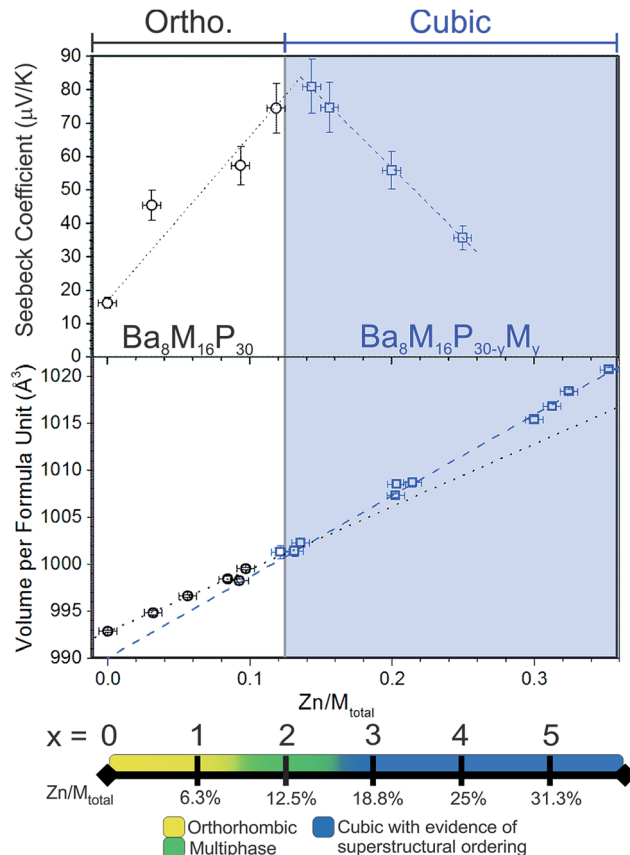 Ortho. Cubic
Seebeck Coefficient (μV/K)
90
80
70
60
50
40
30
20
10
0
Ba₈M₁₆P₃₀ Ba₈M₁₆P₃₀₋yMy
Volume per Formula Unit (Å³)
1020
1015
1010
1005
1000
995
990
0.0 0.1 0.2 0.3
Zn/M_total
x = 0 1 2 3 4 5
Zn/M_total 6.3% 12.5% 18.8% 25% 31.3%
Orthorhombic Cubic with evidence of
Multiphase superstructural ordering